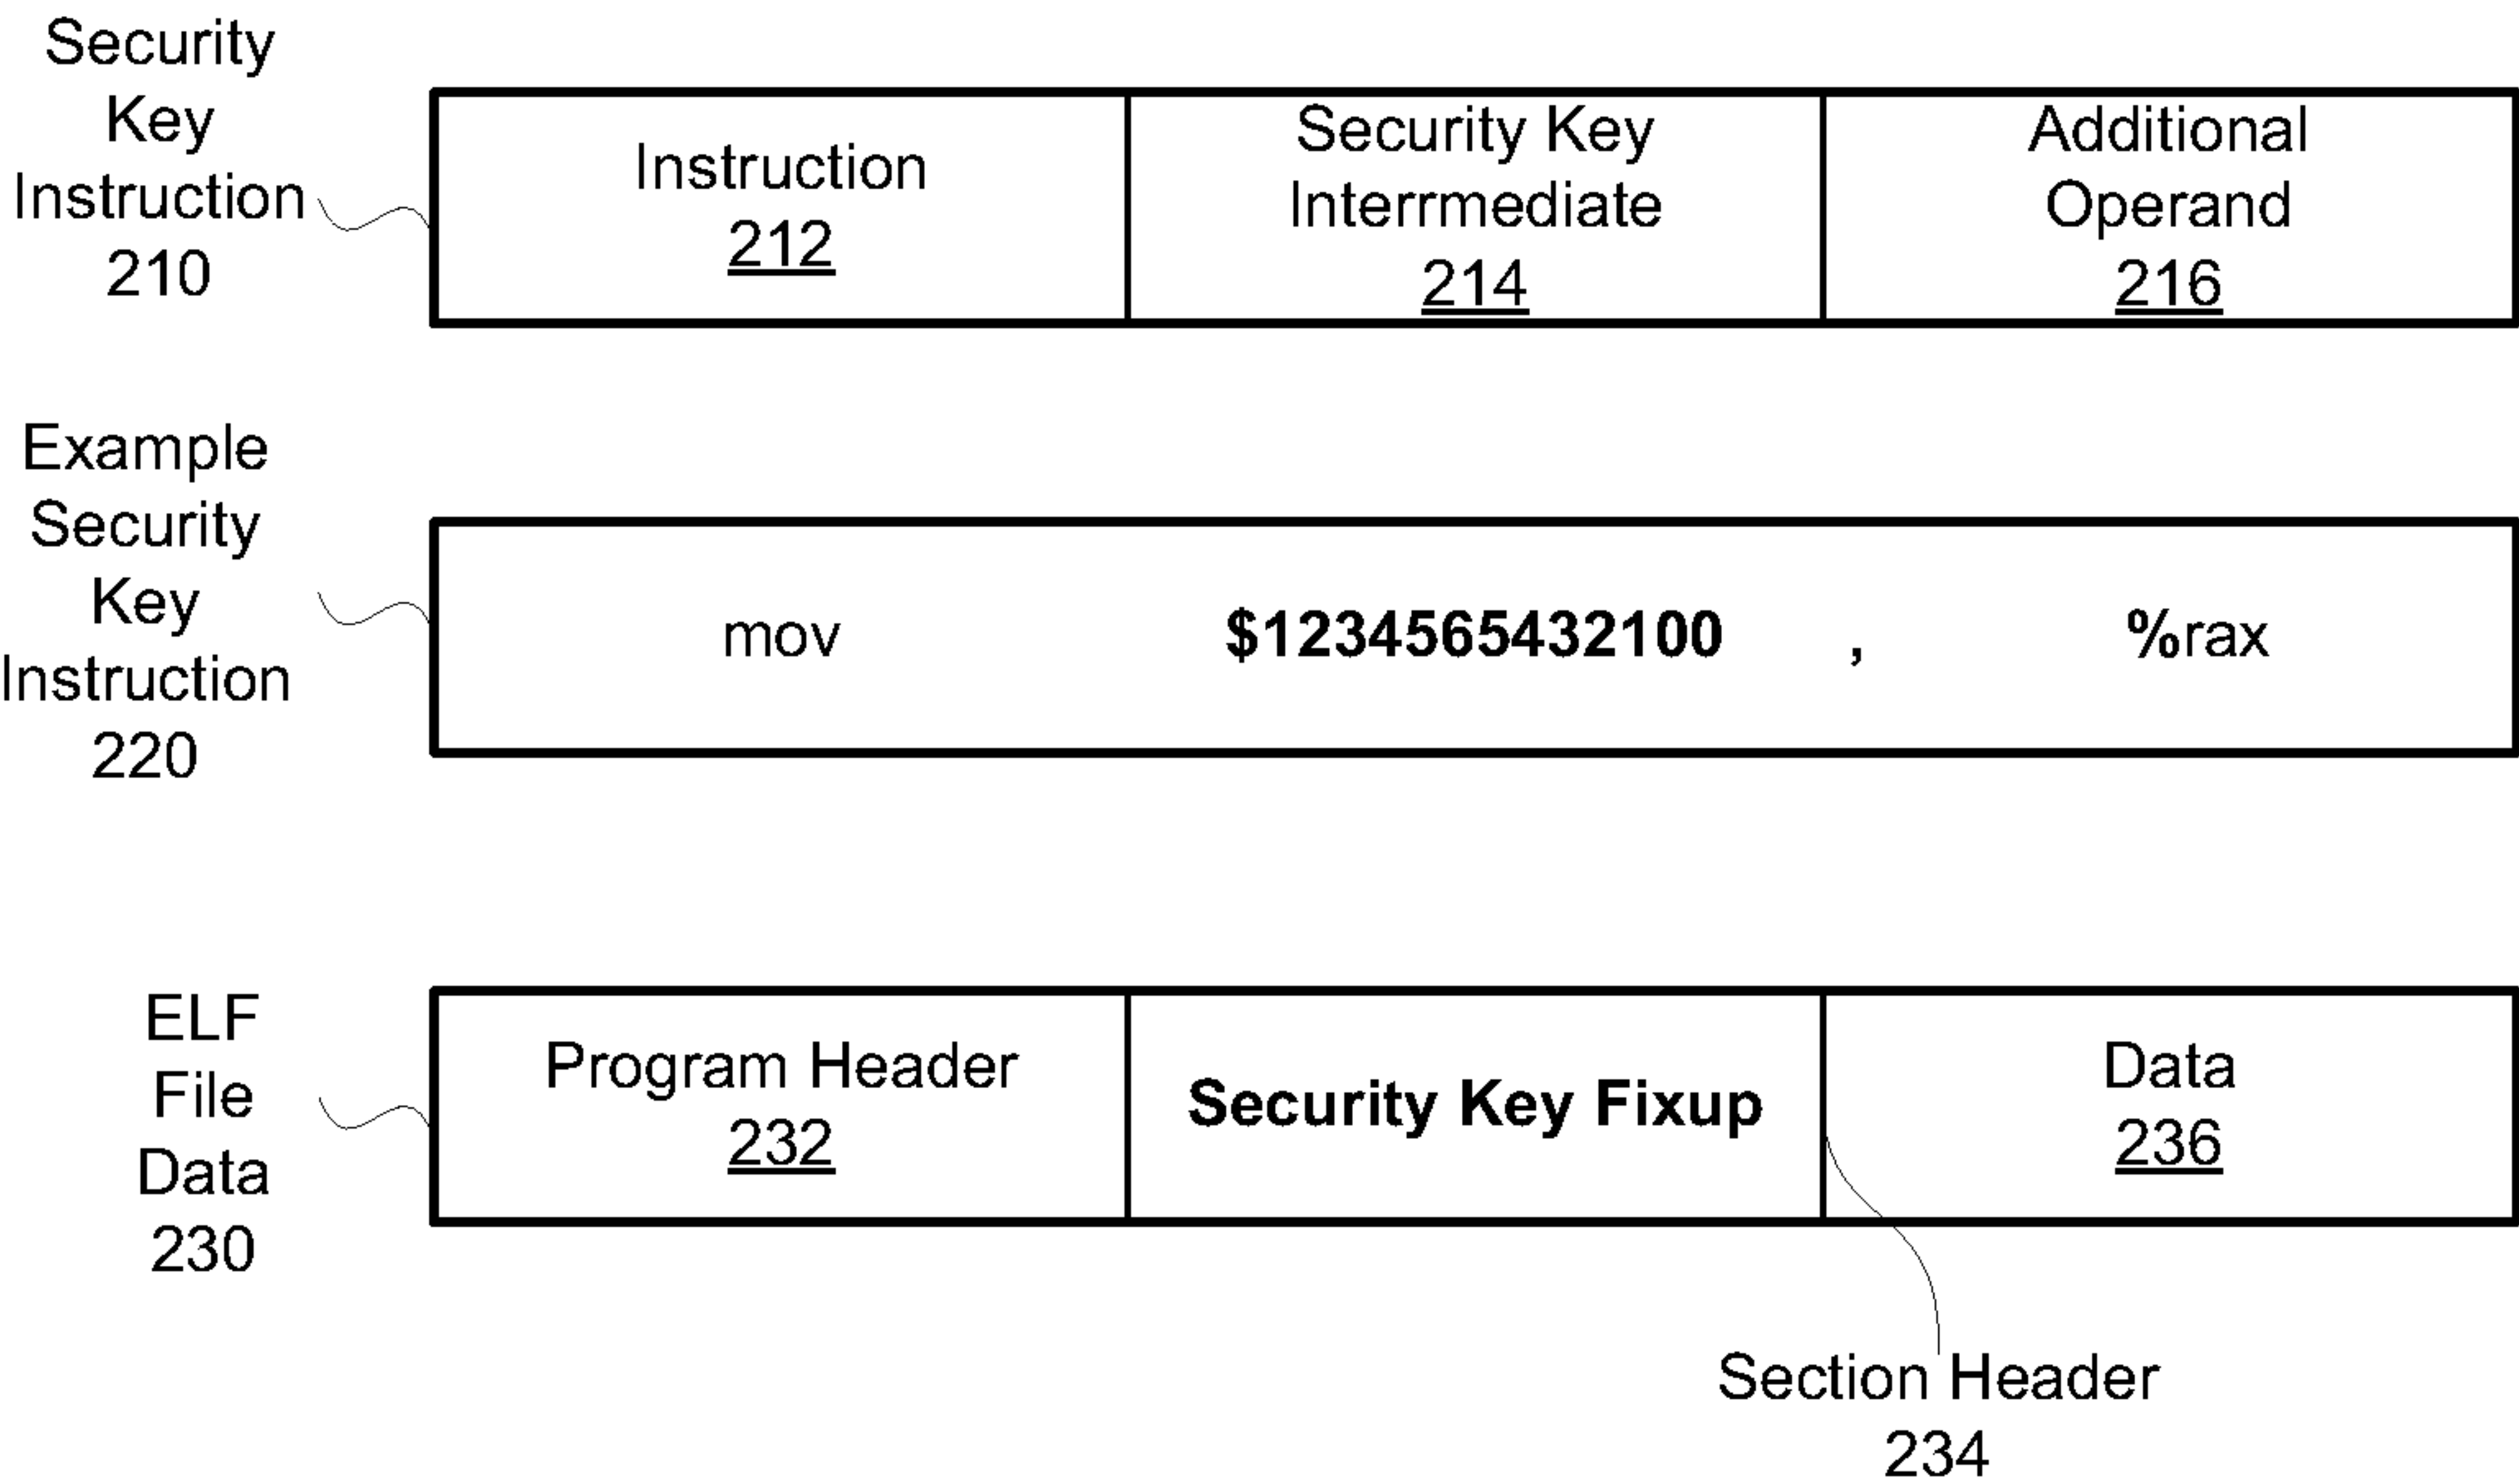 Security
Key
Instruction
210
Instruction
212
Security Key
Interrmediate
214
Additional
Operand
216
Example
Security
Key
Instruction
220
mov $1234565432100 , %rax
ELF
File
Data
230
Program Header
232
Security Key Fixup
Data
236
Section Header
234